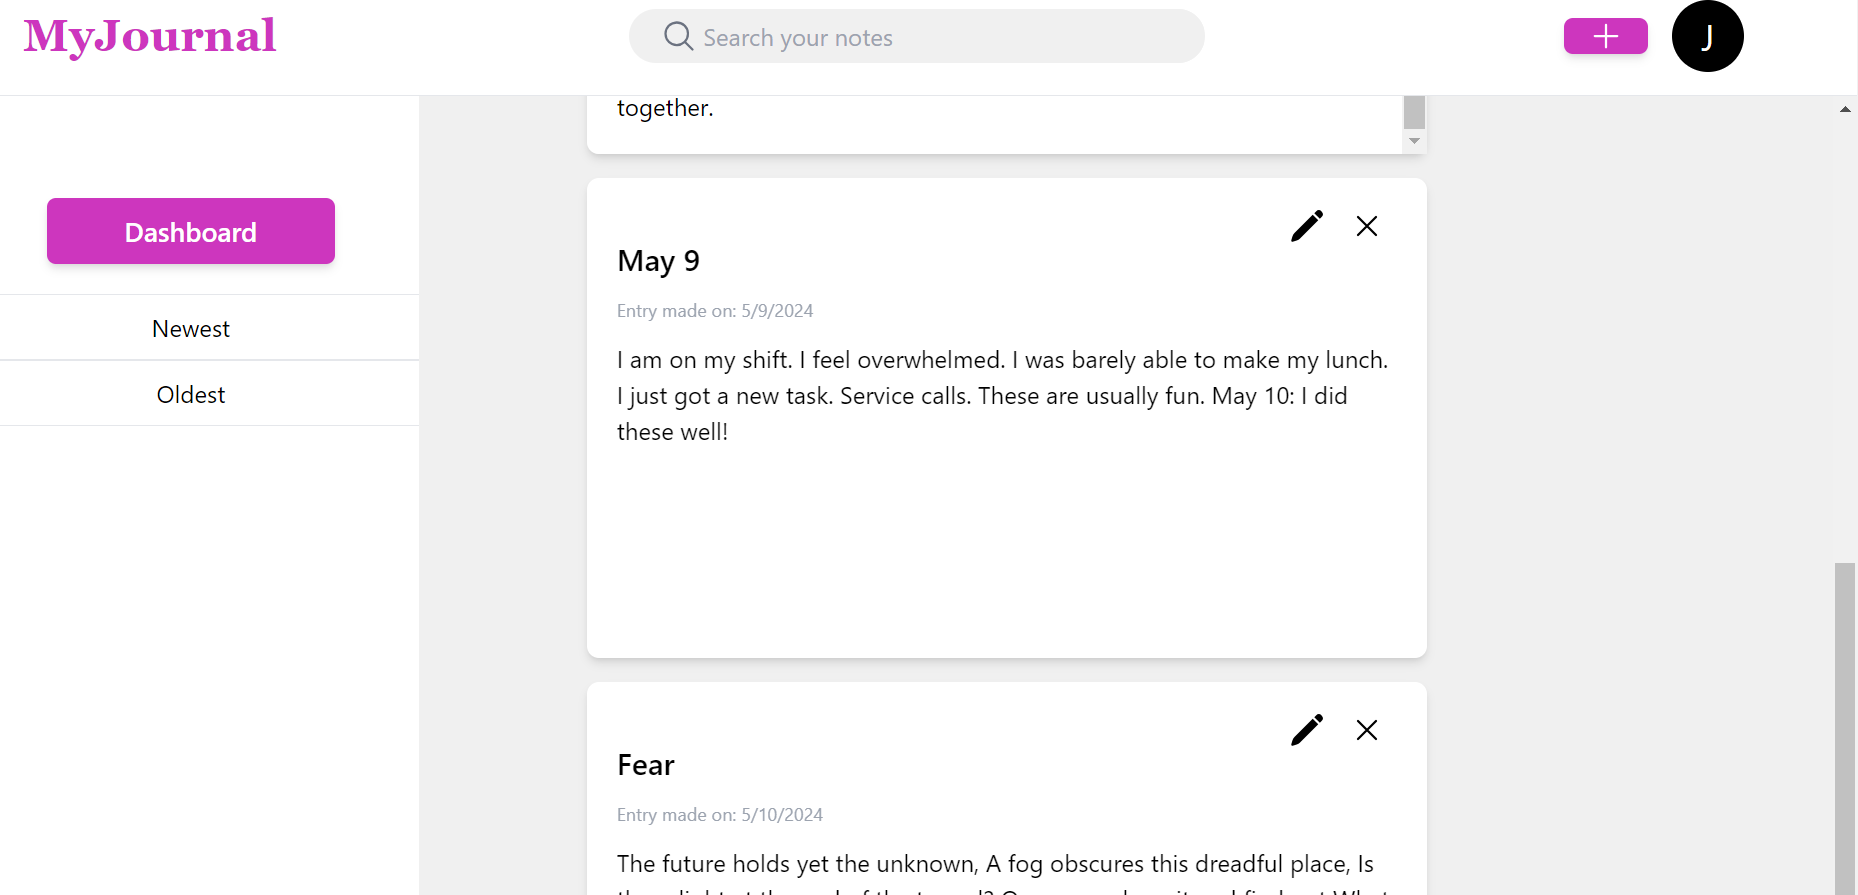 MyJournal
Search your notes
J
together.
Dashboard
Newest
Oldest
May 9
Entry made on: 5/9/2024
I am on my shift. I feel overwhelmed. I was barely able to make my lunch.
I just got a new task. Service calls. These are usually fun. May 10: I did
these well!
Fear
Entry made on: 5/10/2024
The future holds yet the unknown, A fog obscures this dreadful place, Is